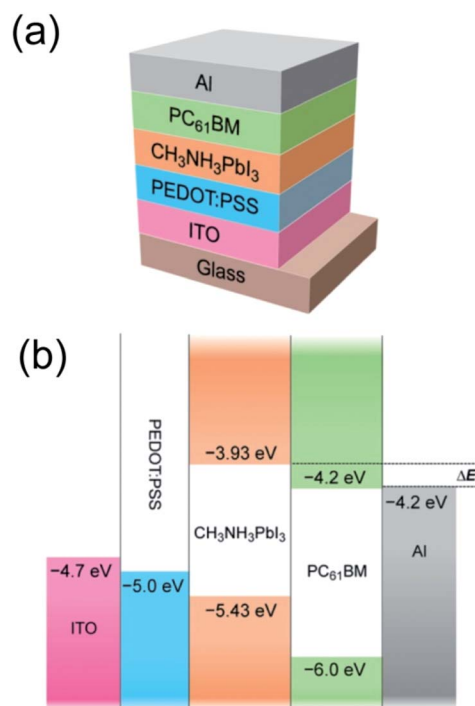 (a)
Al
PC₆₁BM
CH₃NH₃PbI₃
PEDOT:PSS
ITO
Glass
(b)
PEDOT:PSS
−3.93 eV
−4.2 eV
ΔE
−4.2 eV
CH₃NH₃PbI₃
Al
−4.7 eV
−5.0 eV
PC₆₁BM
−5.43 eV
ITO
−6.0 eV